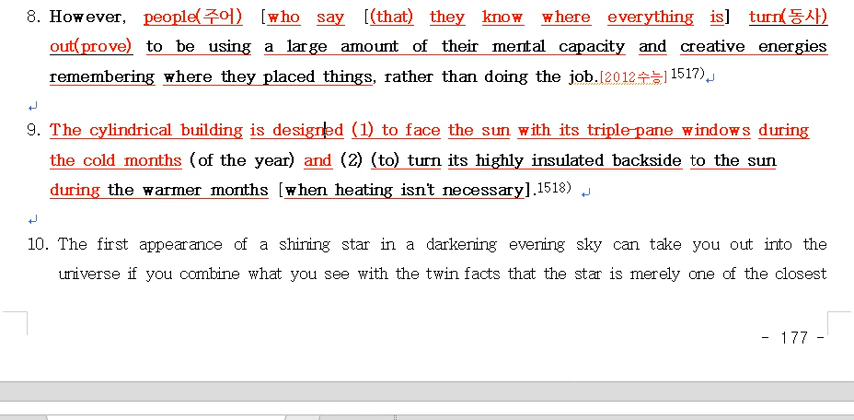 8. However, people(주어) [who say [(that) they know where everything is] turn(동사)
out(prove) to be using a large amount of their mental capacity and creative energies
remembering where they placed things, rather than doing the job.[2012수능]1517)
9. The cylindrical building is designed (1) to face the sun with its triple-pane windows during
the cold months (of the year) and (2) (to) turn its highly insulated backside to the sun
during the warmer months [when heating isn't necessary].1518)
10. The first appearance of a shining star in a darkening evening sky can take you out into the
universe if you combine what you see with the twin facts that the star is merely one of the closest
- 177 -